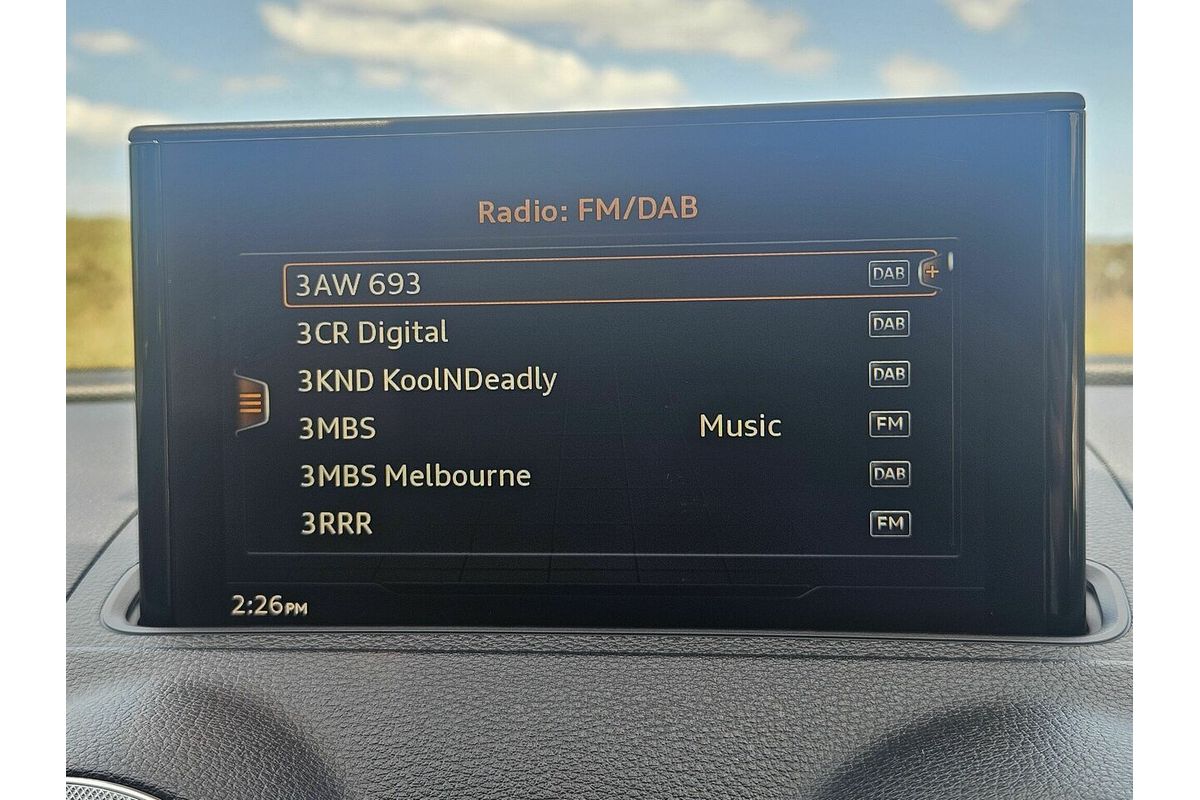 Radio: FM/DAB
3AW 693 DAB +
3CR Digital DAB
3KND KoolNDeadly DAB
3MBS Music FM
3MBS Melbourne DAB
3RRR FM
2:26PM